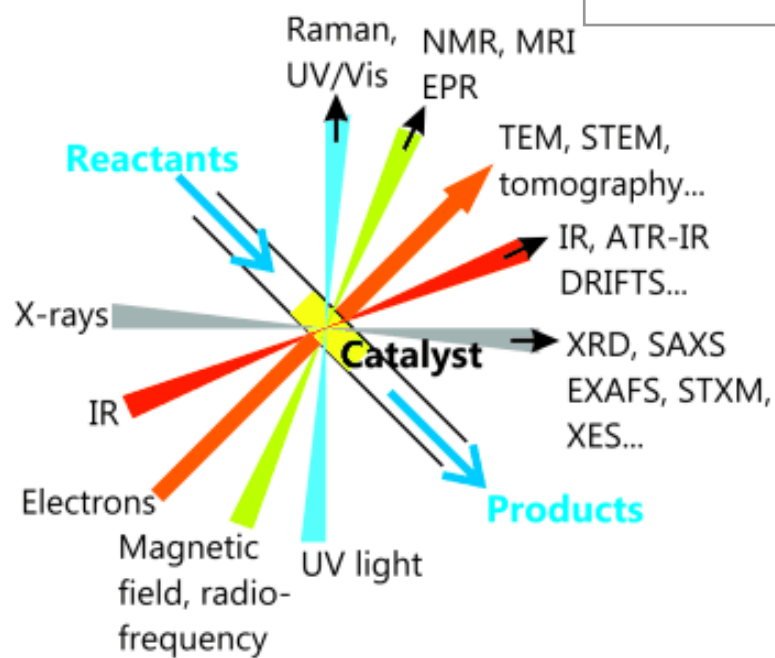 Raman,
UV/Vis
NMR, MRI
EPR
TEM, STEM,
tomography...
Reactants
IR, ATR-IR
DRIFTS...
X-rays
Catalyst
XRD, SAXS
EXAFS, STXM,
XES...
IR
Electrons
Products
Magnetic
field, radio-
frequency
UV light